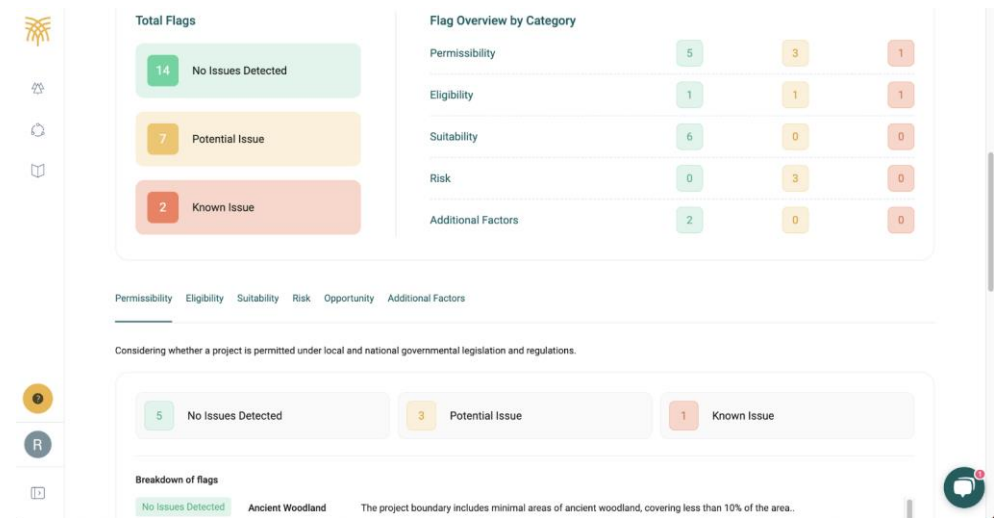 Total Flags
14 No Issues Detected
7 Potential Issue
2 Known Issue
Flag Overview by Category
Permissibility 5 3 1
Eligibility 1 1 1
Suitability 6 0 0
Risk 0 3 0
Additional Factors 2 0 0
Permissibility Eligibility Suitability Risk Opportunity Additional Factors
Considering whether a project is permitted under local and national governmental legislation and regulations.
5 No Issues Detected 3 Potential Issue 1 Known Issue
Breakdown of flags
No Issues Detected Ancient Woodland The project boundary includes minimal areas of ancient woodland, covering less than 10% of the area..
?
R
1